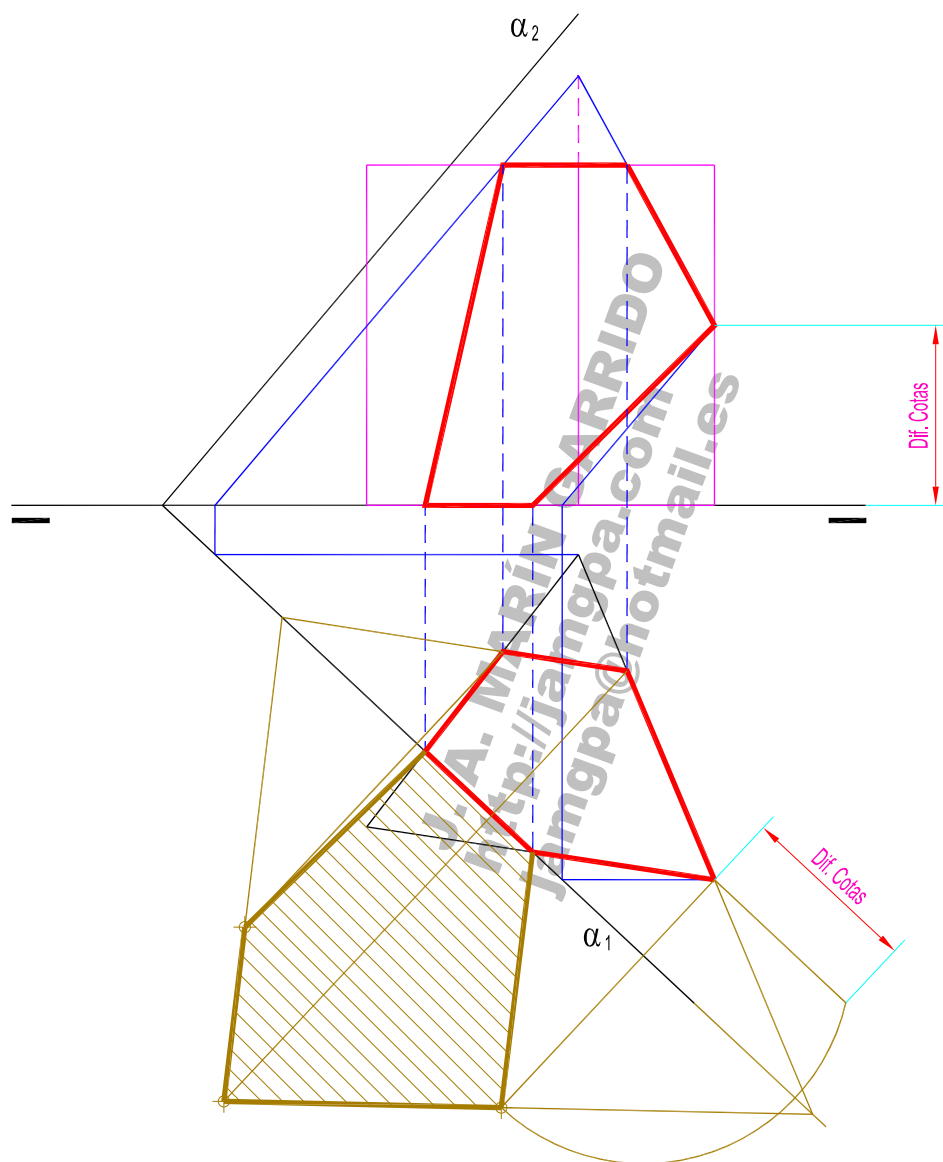 α2
Dif. Cotas
J. A. MARÍN GARRIDO
http://jamgpa.com
jamgpa@hotmail.es
Dif. Cotas
α1